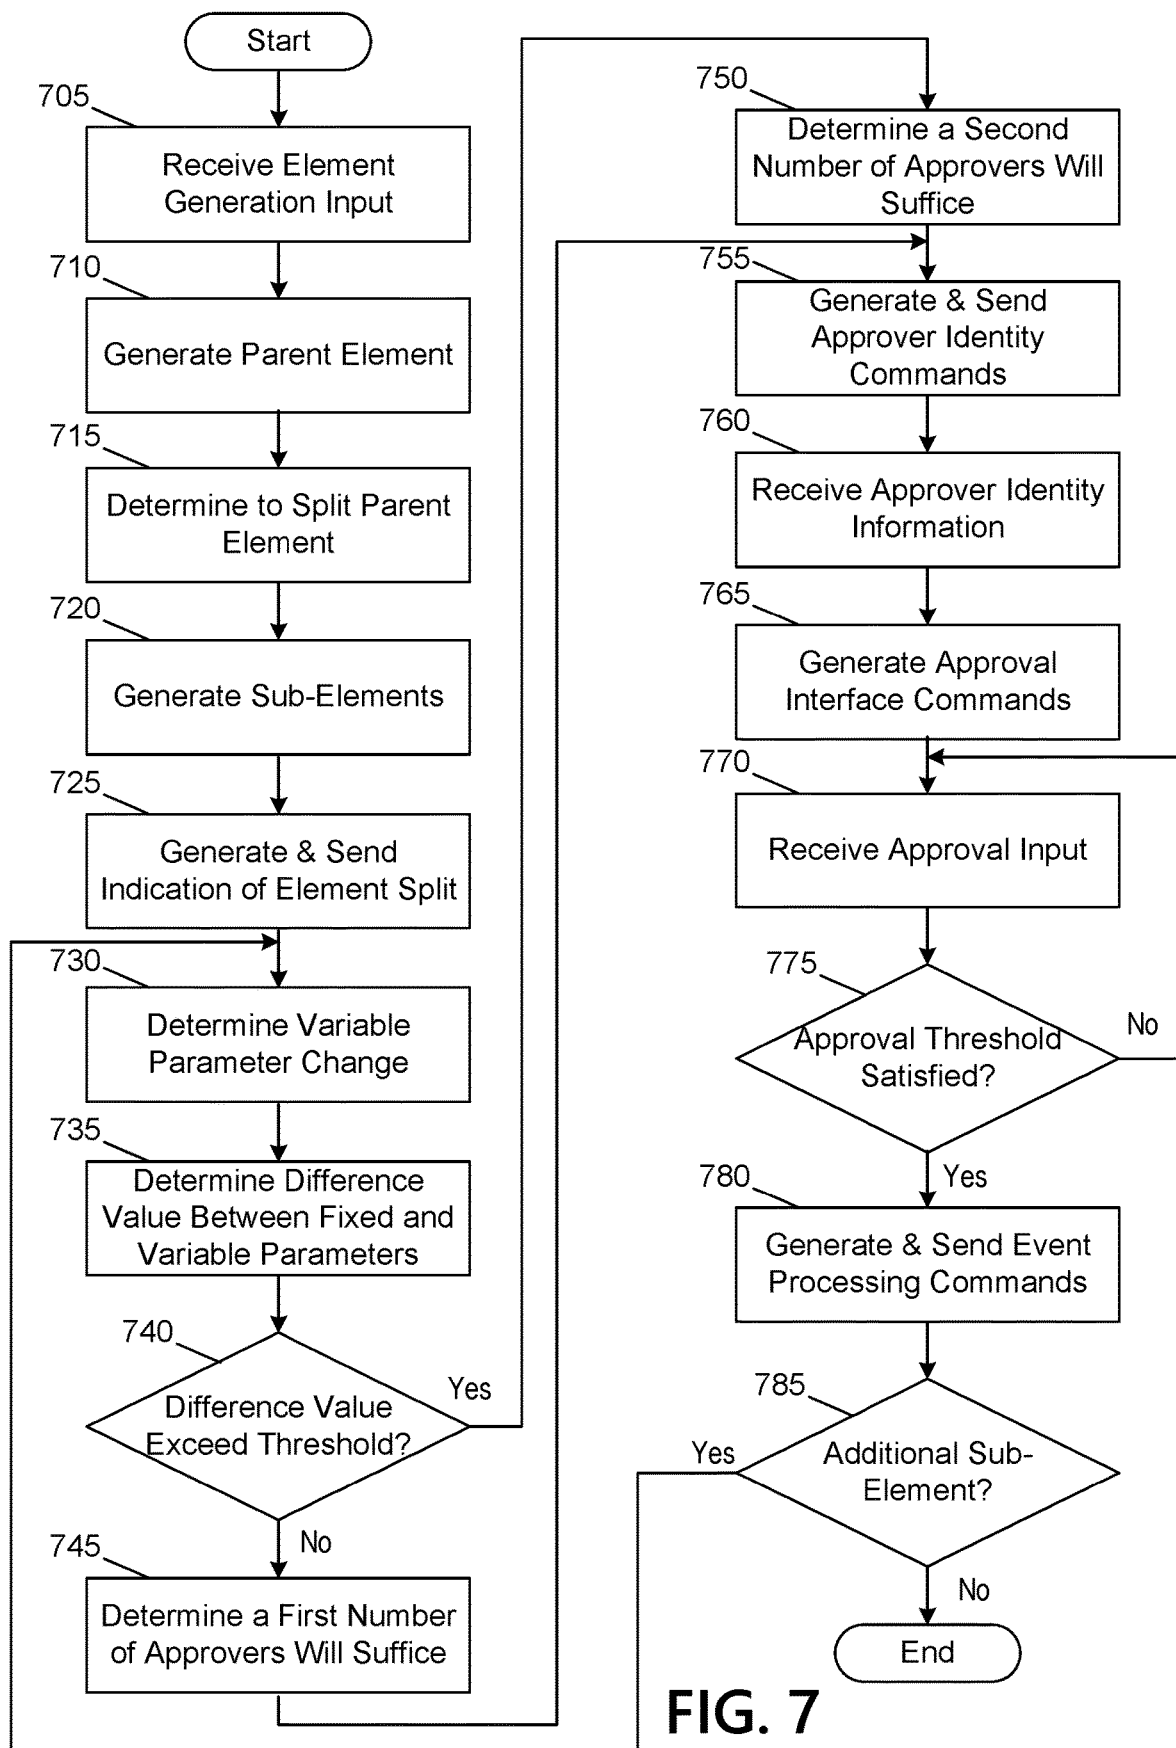 Start
705
Receive Element
Generation Input
710
Generate Parent Element
715
Determine to Split Parent
Element
720
Generate Sub-Elements
725
Generate & Send
Indication of Element Split
730
Determine Variable
Parameter Change
735
Determine Difference
Value Between Fixed and
Variable Parameters
740
Difference Value
Exceed Threshold?
Yes
No
745
Determine a First Number
of Approvers Will Suffice
750
Determine a Second
Number of Approvers Will
Suffice
755
Generate & Send
Approver Identity
Commands
760
Receive Approver Identity
Information
765
Generate Approval
Interface Commands
770
Receive Approval Input
775
Approval Threshold
Satisfied?
No
Yes
780
Generate & Send Event
Processing Commands
785
Additional Sub-
Element?
Yes
No
End
FIG. 7